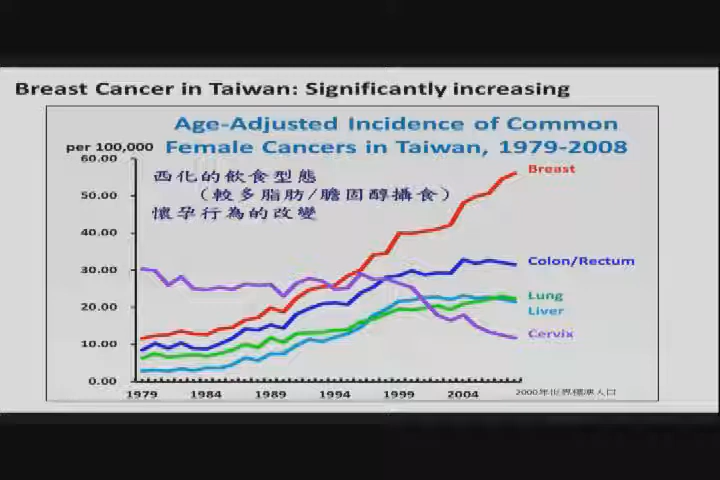 Breast Cancer in Taiwan: Significantly increasing
Age-Adjusted Incidence of Common
Female Cancers in Taiwan, 1979-2008
per 100,000
60.00
50.00
40.00
30.00
20.00
10.00
0.00
西化的飲食型態
（較多脂肪/膽固醇攝食）
懷孕行為的改變
Breast
Colon/Rectum
Lung
Liver
Cervix
1979 1984 1989 1994 1999 2004
2000年世界標準人口